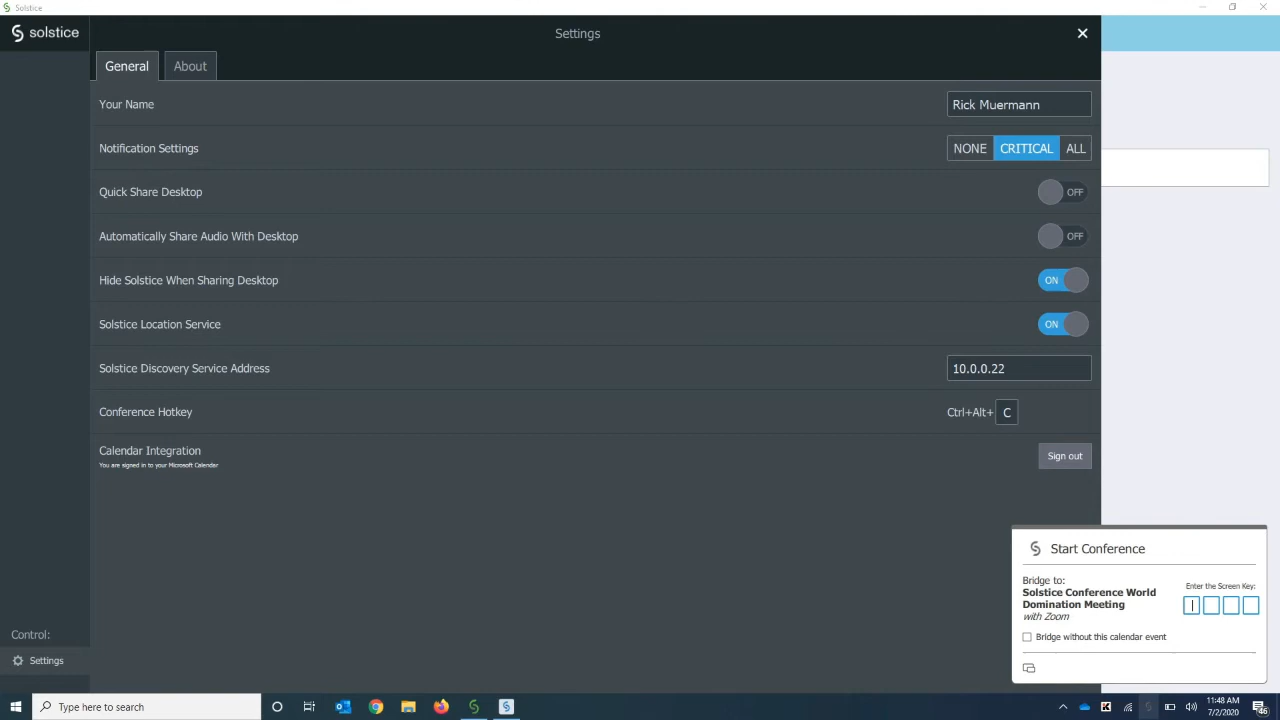 Solstice
solstice
Settings
General
About
Your Name
Rick Muermann
Notification Settings
NONE CRITICAL ALL
Quick Share Desktop
OFF
Automatically Share Audio With Desktop
OFF
Hide Solstice When Sharing Desktop
ON
Solstice Location Service
ON
Solstice Discovery Service Address
10.0.0.22
Conference Hotkey
Ctrl+Alt+ C
Calendar Integration
You are signed in to your Microsoft Calendar
Sign out
Start Conference
Bridge to:
Solstice Conference World
Domination Meeting
with Zoom
Enter the Screen Key:
Bridge without this calendar event
Control:
Settings
Type here to search
11:48 AM
7/2/2020
46